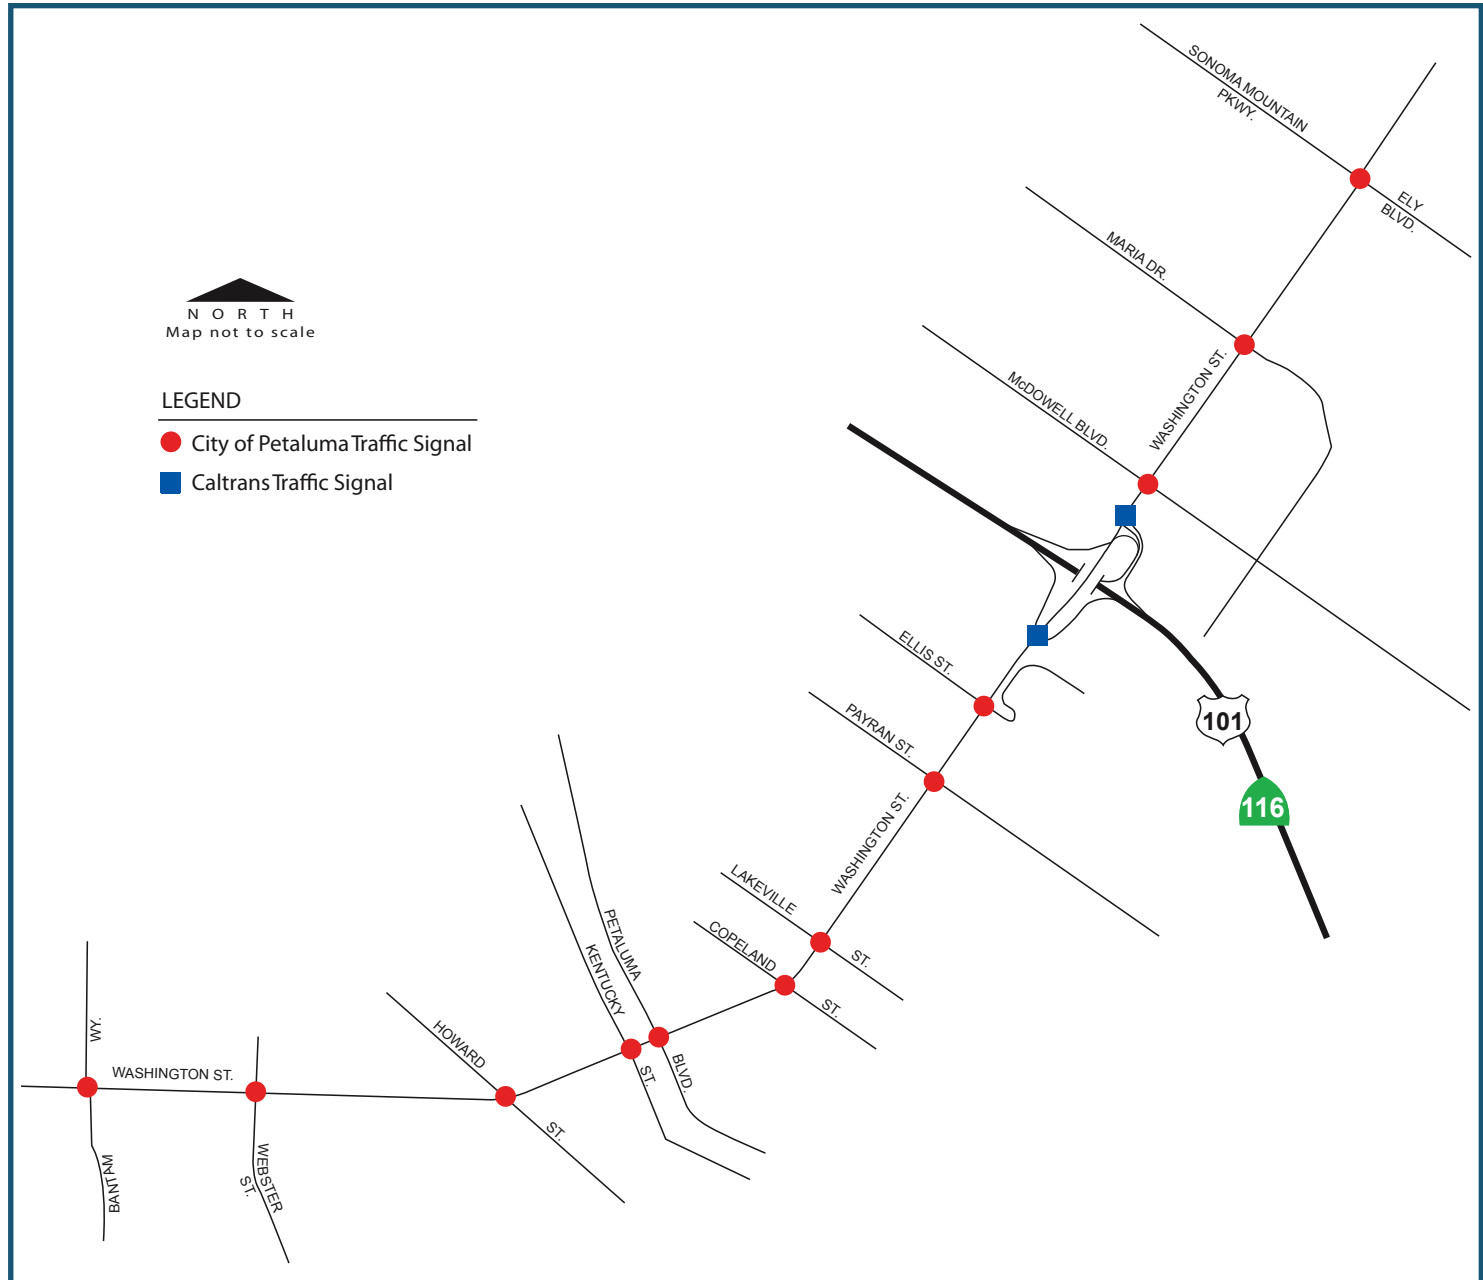 SONOMA MOUNTAIN
PKWY.
ELY
BLVD.
MARIA DR.
WASHINGTON ST.
McDOWELL BLVD.
NORTH
Map not to scale
LEGEND
City of Petaluma Traffic Signal
Caltrans Traffic Signal
ELLIS ST.
PAYRAN ST.
101
116
WASHINGTON ST.
LAKEVILLE
ST.
COPELAND
ST.
PETALUMA
BLVD.
KENTUCKY
ST.
HOWARD
ST.
WY.
WASHINGTON ST.
BANTAM
WEBSTER
ST.